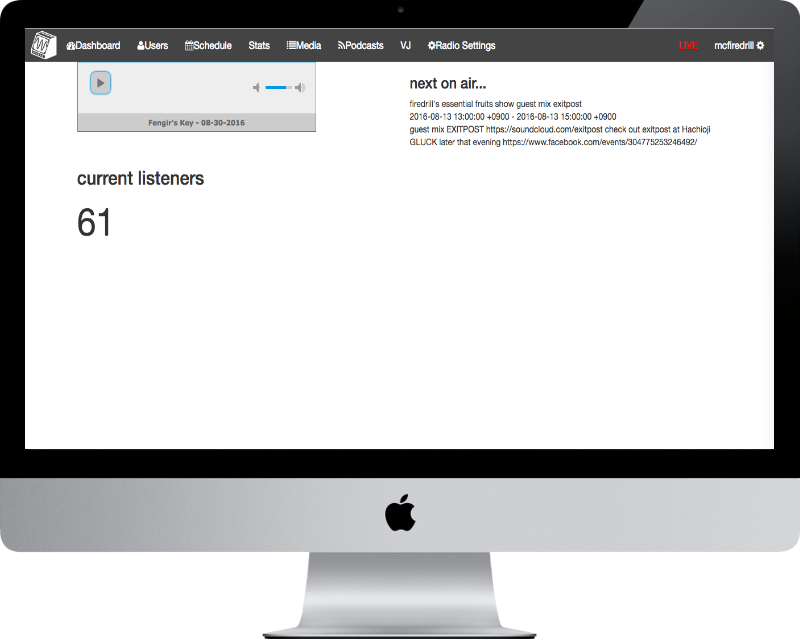 Dashboard Users Schedule Stats Media Podcasts VJ Radio Settings LIVE mcfiredrill
Fengir's Key - 08-30-2016
current listeners
61
next on air...
firedrill's essential fruits show guest mix exitpost
2016-08-13 13:00:00 +0900 - 2016-08-13 15:00:00 +0900
guest mix EXITPOST https://soundcloud.com/exitpost check out exitpost at Hachioji
GLUCK later that evening https://www.facebook.com/events/304775253246492/